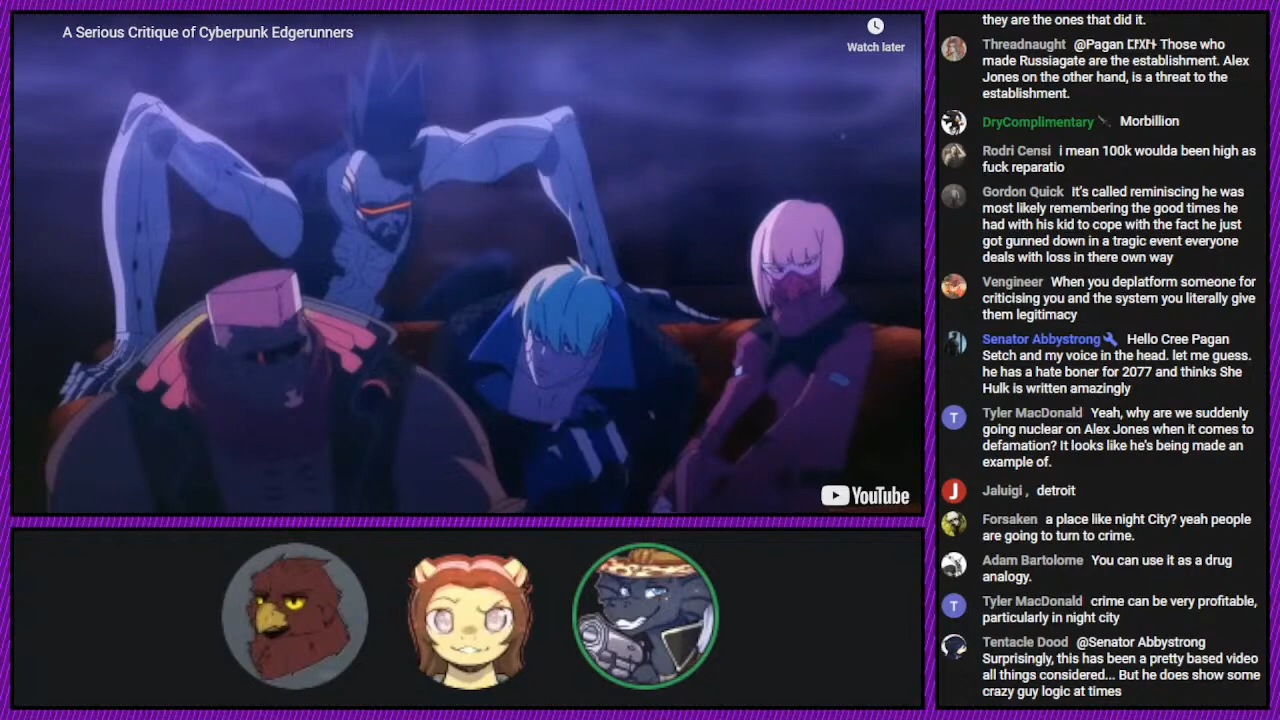 A Serious Critique of Cyberpunk Edgerunners
Watch later
YouTube
they are the ones that did it.
Threadnaught @Pagan Those who
made Russiagate are the establishment. Alex
Jones on the other hand, is a threat to the
establishment.
DryComplimentary Morbillion
Rodri Censi i mean 100k woulda been high as
fuck reparatio
Gordon Quick It's called reminiscing he was
most likely remembering the good times he
had with his kid to cope with the fact he just
got gunned down in a tragic event everyone
deals with loss in there own way
Vengineer When you deplatform someone for
criticising you and the system you literally give
them legitimacy
Senator Abbystrong Hello Cree Pagan
Setch and my voice in the head. let me guess.
he has a hate boner for 2077 and thinks She
Hulk is written amazingly
T
Tyler MacDonald Yeah, why are we suddenly
going nuclear on Alex Jones when it comes to
defamation? It looks like he's being made an
example of.
J
Jaluigi , detroit
Forsaken a place like night City? yeah people
are going to turn to crime.
Adam Bartolome You can use it as a drug
analogy.
T
Tyler MacDonald crime can be very profitable,
particularly in night city
Tentacle Dood @Senator Abbystrong
Surprisingly, this has been a pretty based video
all things considered... But he does show some
crazy guy logic at times